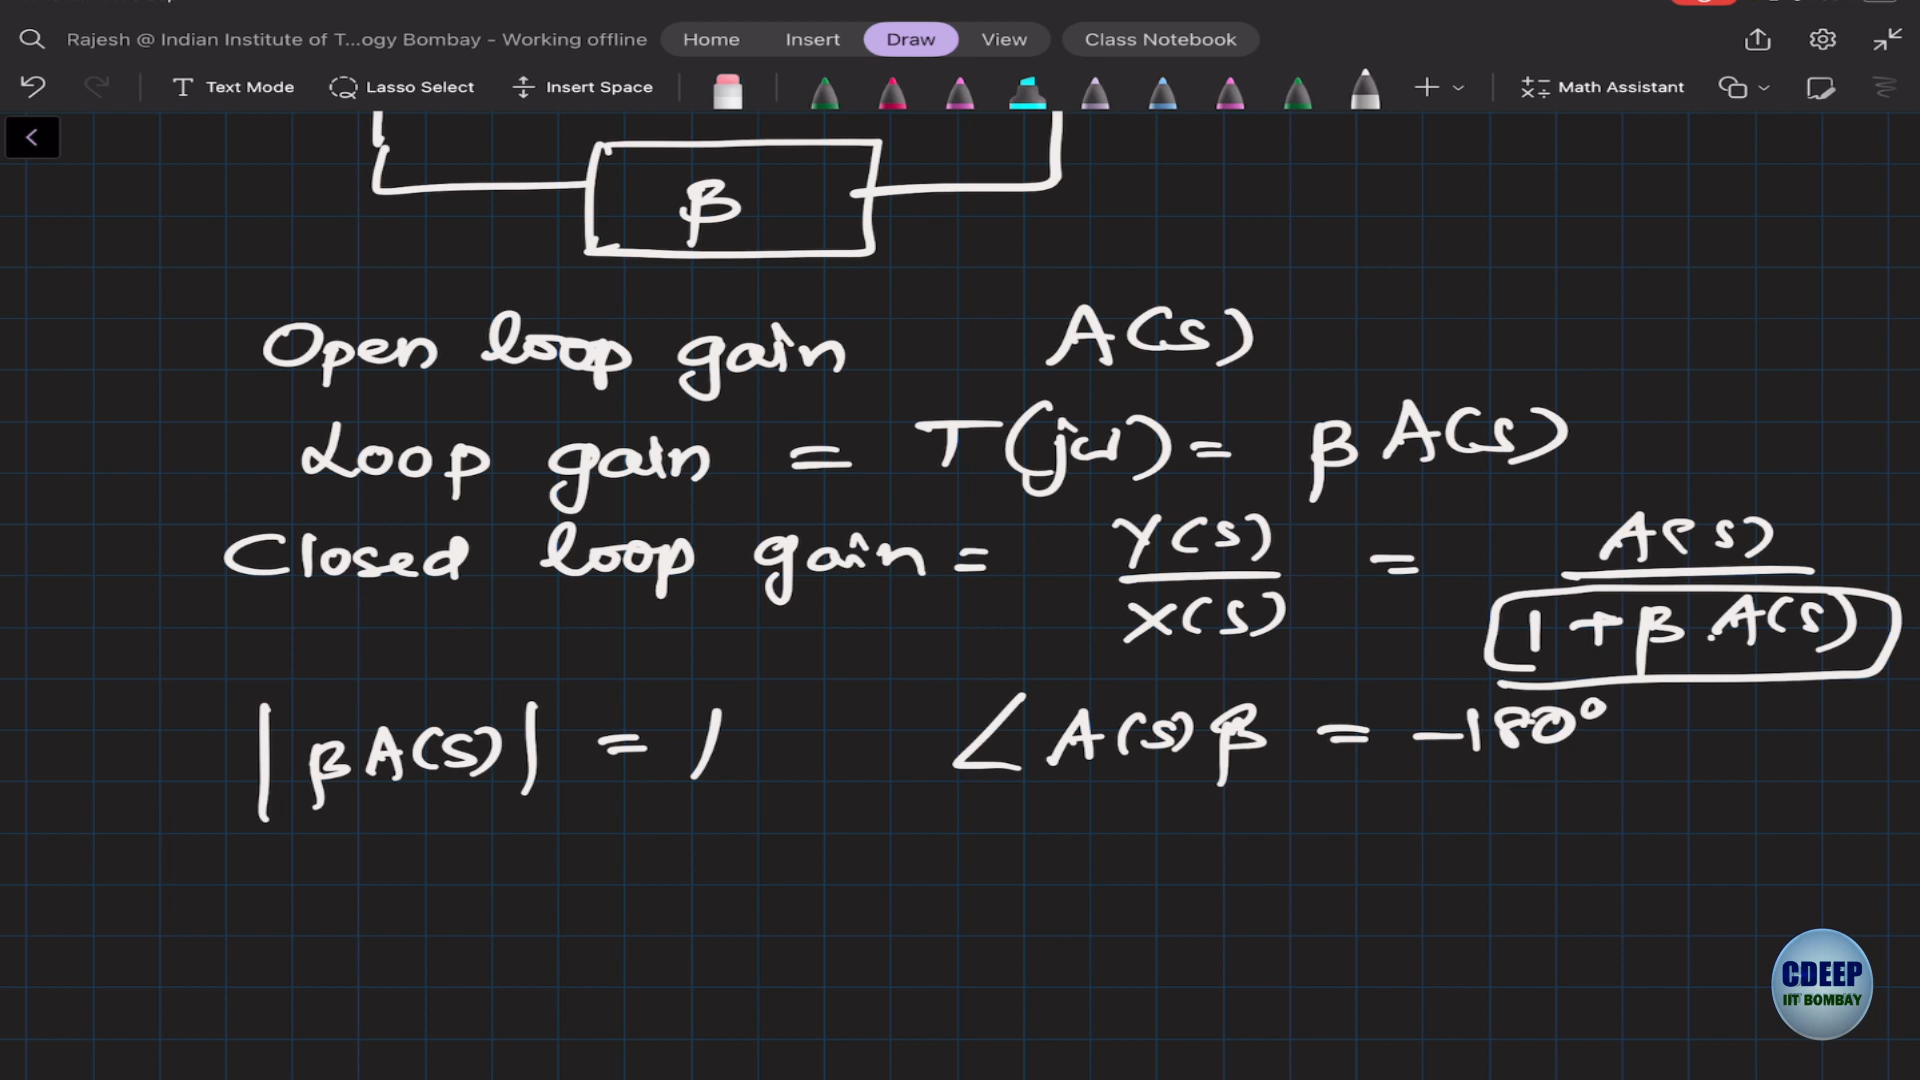 Rajesh @ Indian Institute of T...ogy Bombay - Working offline Home Insert Draw View Class Notebook
Text Mode Lasso Select Insert Space Math Assistant
β
Open loop gain A(s)
Loop gain = T(jω) = β A(s)
Closed loop gain = Y(s)/X(s) = A(s)/(1 + β.A(s))
|βA(s)| = 1 ∠A(s)β = -180°
CDEEP
IIT BOMBAY